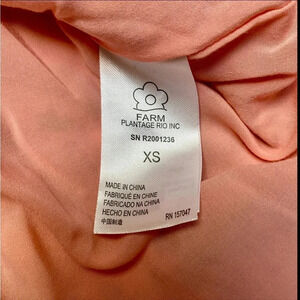 FARM
PLANTAGE RIO INC
SN R2001236
XS
MADE IN CHINA
FABRIQUÉ EN CHINE
FABRICADO NA CHINA
HECHO EN CHINA
中国制造
RN 157047